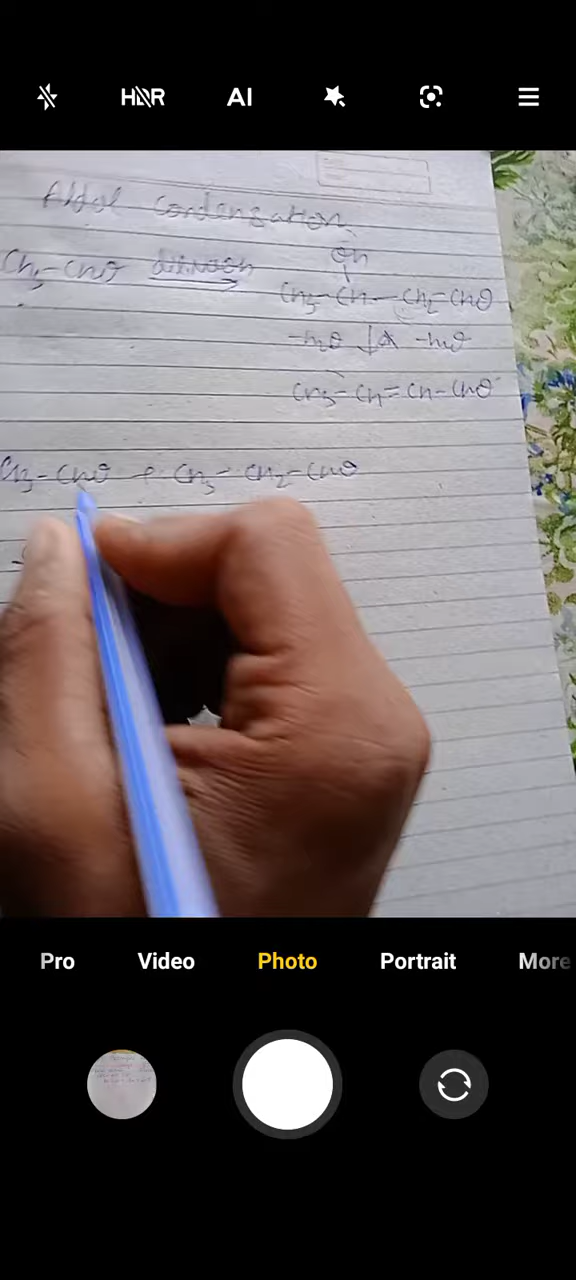 HDR AI
Aldol condensation
OH
CH3-CHO dil NaOH CH3-CH-CH2-CHO
-H2O ↓Δ -H2O
CH3-CH=CH-CHO
CH3-CHO + CH3-CH2-CHO
Pro Video Photo Portrait More